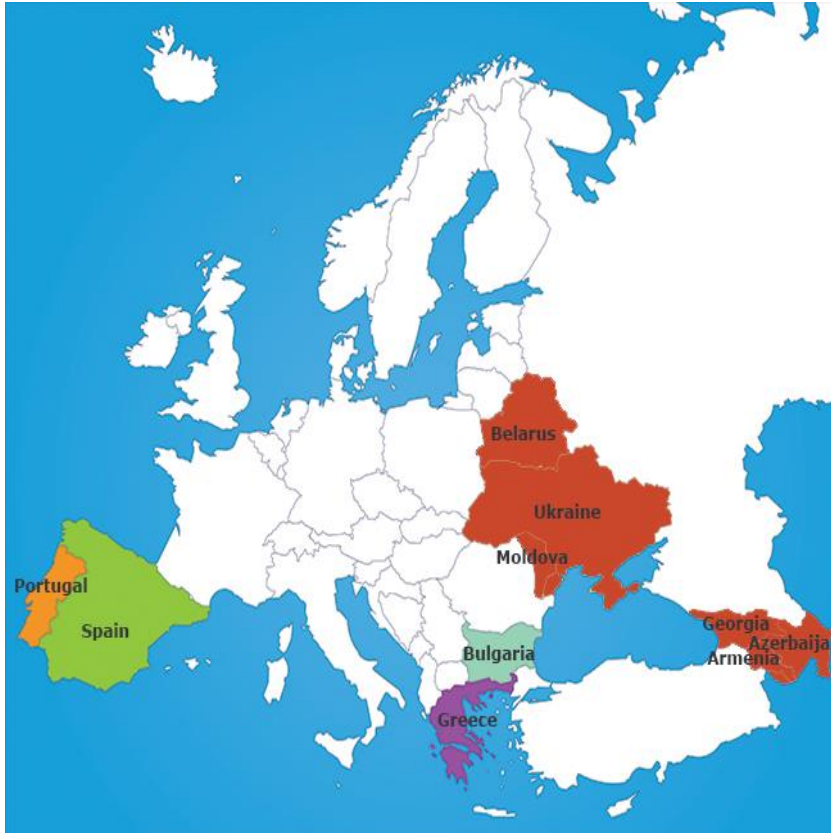 Belarus
Ukraine
Moldova
Portugal
Georgia
Spain
Azerbaija
Bulgaria
Armenia
Greece